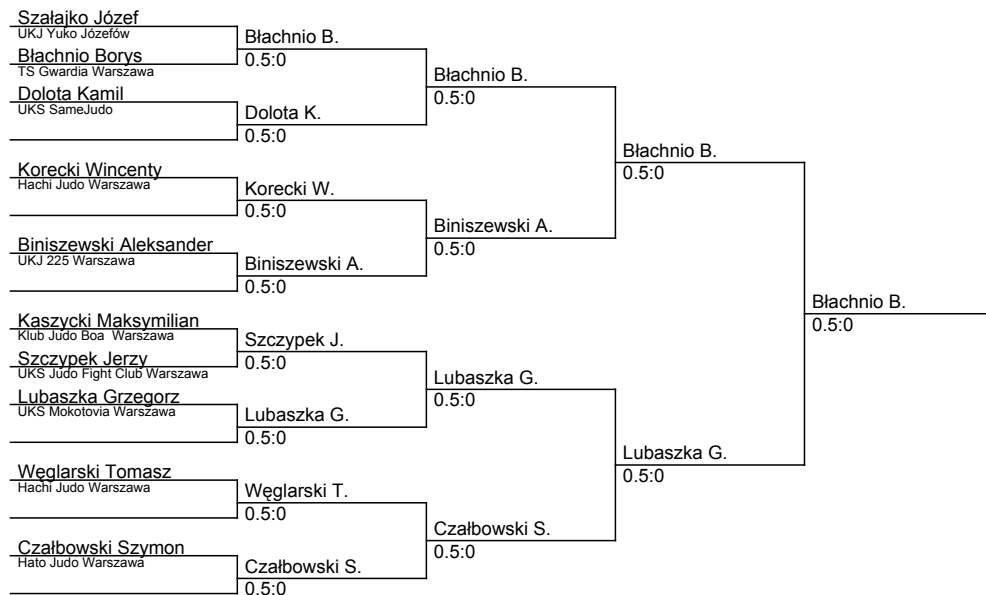 Szałajko Józef
UKJ Yuko Józefów
Błachnio Borys
TS Gwardia Warszawa
Dolota Kamil
UKS SameJudo
Korecki Wincenty
Hachi Judo Warszawa
Biniszewski Aleksander
UKJ 225 Warszawa
Kaszycki Maksymilian
Klub Judo Boa Warszawa
Szczypek Jerzy
UKS Judo Fight Club Warszawa
Lubaszka Grzegorz
UKS Mokotovia Warszawa
Węglarski Tomasz
Hachi Judo Warszawa
Czałbowski Szymon
Hato Judo Warszawa
Błachnio B.
0.5:0
Dolota K.
0.5:0
Korecki W.
0.5:0
Biniszewski A.
0.5:0
Szczypek J.
0.5:0
Lubaszka G.
0.5:0
Węglarski T.
0.5:0
Czałbowski S.
0.5:0
Błachnio B.
0.5:0
Biniszewski A.
0.5:0
Lubaszka G.
0.5:0
Czałbowski S.
0.5:0
Błachnio B.
0.5:0
Lubaszka G.
0.5:0
Błachnio B.
0.5:0